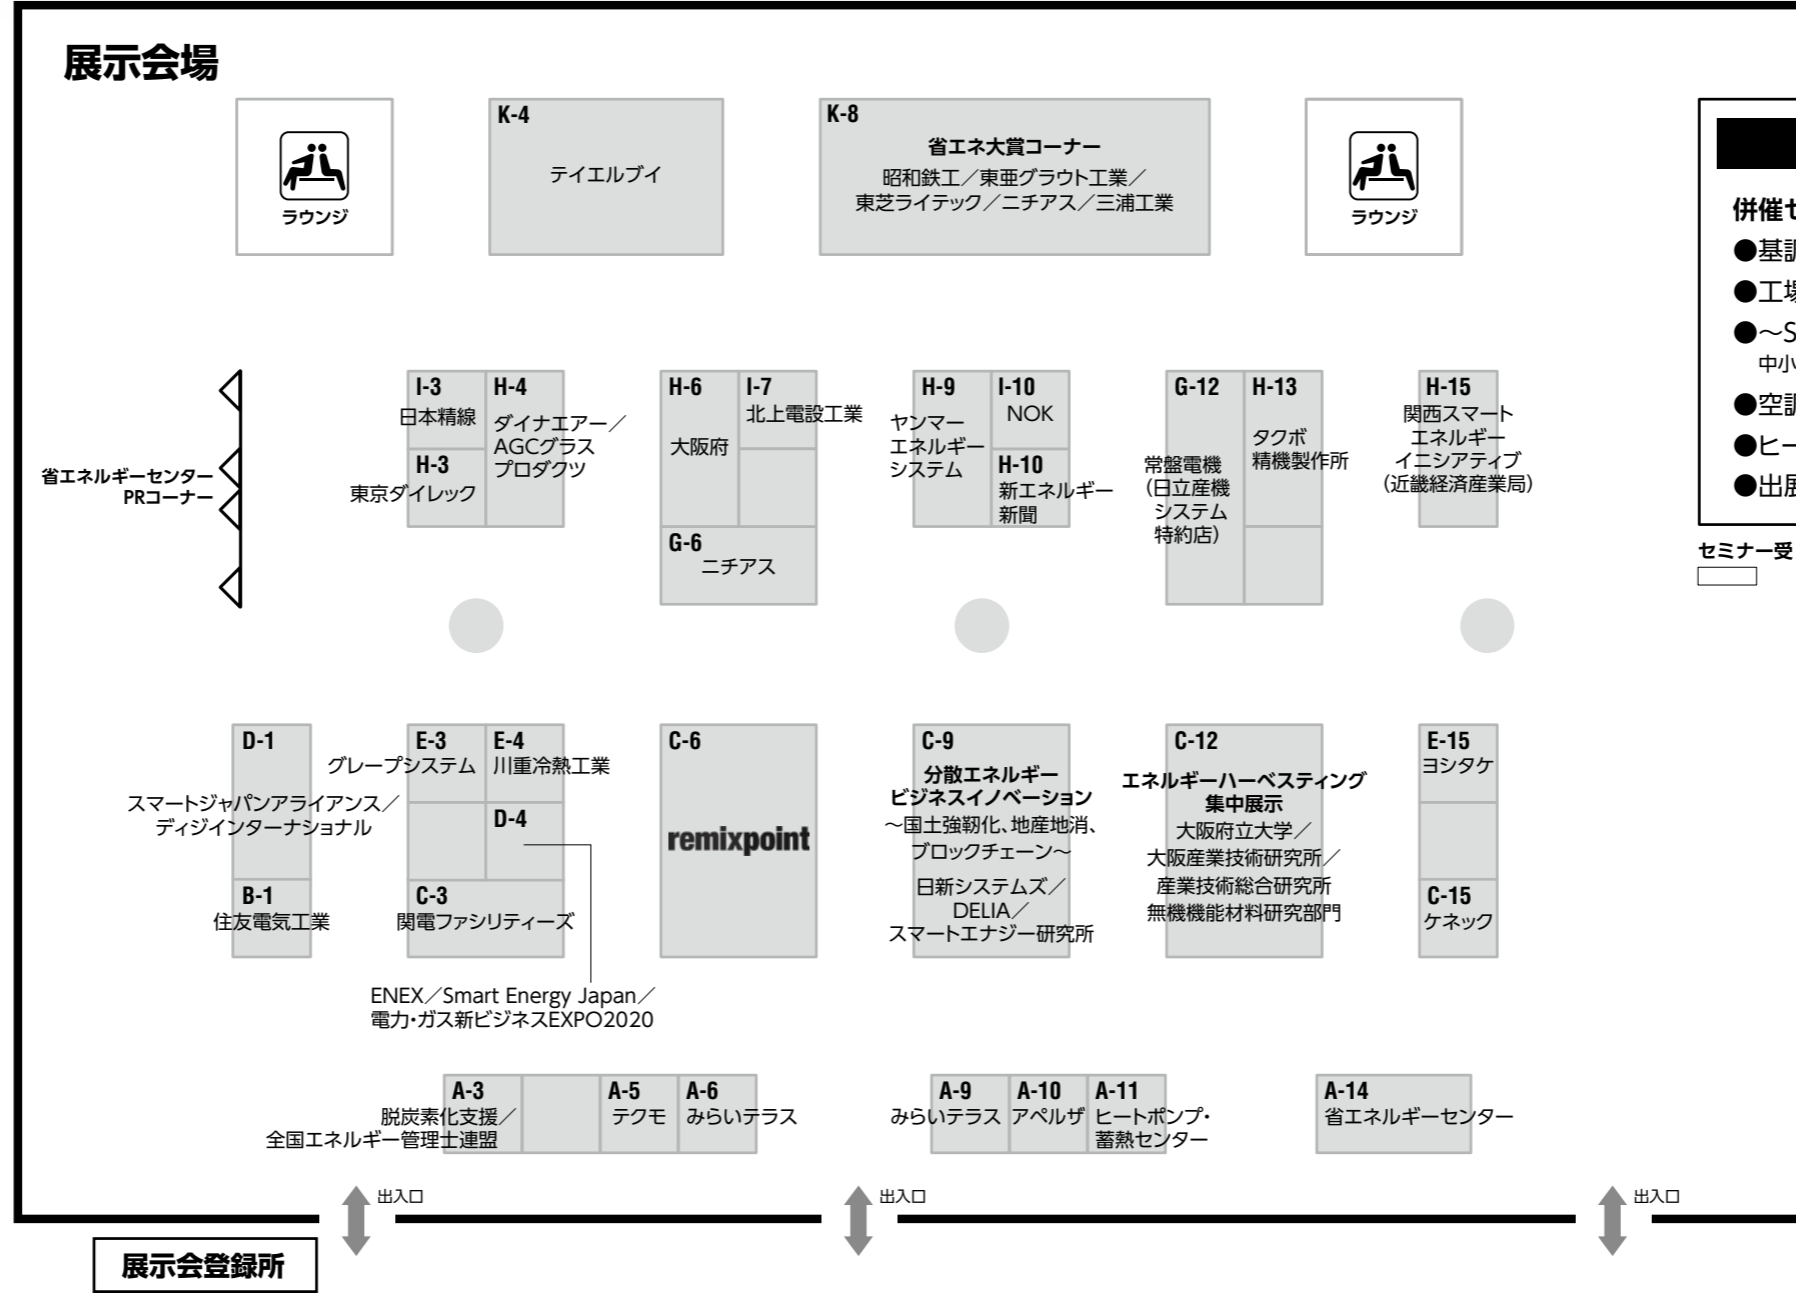 展示会場
ラウンジ
K-4
テイエルブイ
K-8
省エネ大賞コーナー
昭和鉄工／東亜グラウト工業／
東芝ライテック／ニチアス／三浦工業
ラウンジ
併催セ
●基調
●工場
●～S
中小
●空調
●ヒー
●出展
セミナー受
省エネルギーセンター
PRコーナー
I-3
日本精線
H-3
東京ダイレック
H-4
ダイナエアー／
AGCグラス
プロダクツ
H-6
大阪府
I-7
北上電設工業
G-6
ニチアス
H-9
ヤンマー
エネルギー
システム
I-10
NOK
H-10
新エネルギー
新聞
G-12
常盤電機
（日立産機
システム
特約店）
H-13
タクボ
精機製作所
H-15
関西スマート
エネルギー
イニシアティブ
（近畿経済産業局）
D-1
スマートジャパンアライアンス／
ディジインターナショナル
B-1
住友電気工業
E-3
グレープシステム
E-4
川重冷熱工業
D-4
C-3
関電ファシリティーズ
ENEX／Smart Energy Japan／
電力・ガス新ビジネスEXPO2020
C-6
remixpoint
C-9
分散エネルギー
ビジネスイノベーション
～国土強靭化、地産地消、
ブロックチェーン～
日新システムズ／
DELIA／
スマートエナジー研究所
C-12
エネルギーハーベスティング
集中展示
大阪府立大学／
大阪産業技術研究所／
産業技術総合研究所
無機機能材料研究部門
E-15
ヨシタケ
C-15
ケネック
A-3
脱炭素化支援／
全国エネルギー管理士連盟
A-5
テクモ
A-6
みらいテラス
A-9
みらいテラス
A-10
アペルザ
A-11
ヒートポンプ・
蓄熱センター
A-14
省エネルギーセンター
出入口
出入口
出入口
展示会登録所